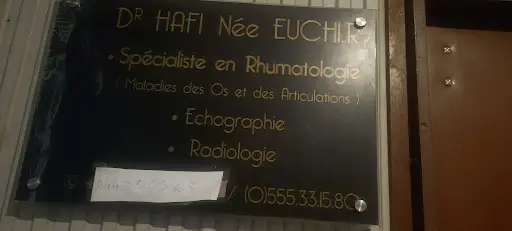 Dr HAFI Née EUCHI.R
• Spécialiste en Rhumatologie
( Maladies des Os et des Articulations )
• Echographie
• Radiologie
/ (0)555.33.15.80